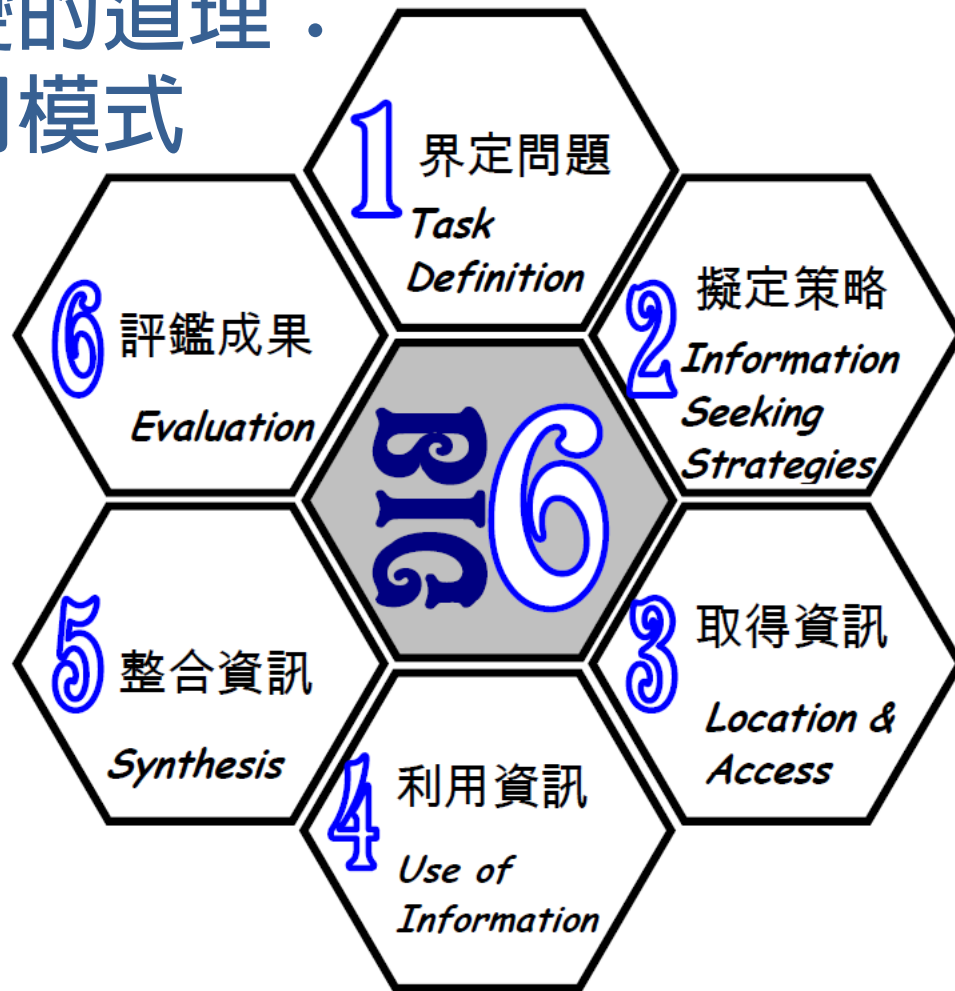 的道理．
模式
1
界定問題
Task
Definition
2
擬定策略
Information
Seeking
Strategies
3
取得資訊
Location &
Access
4
利用資訊
Use of
Information
5
整合資訊
Synthesis
6
評鑑成果
Evaluation
BIG
6